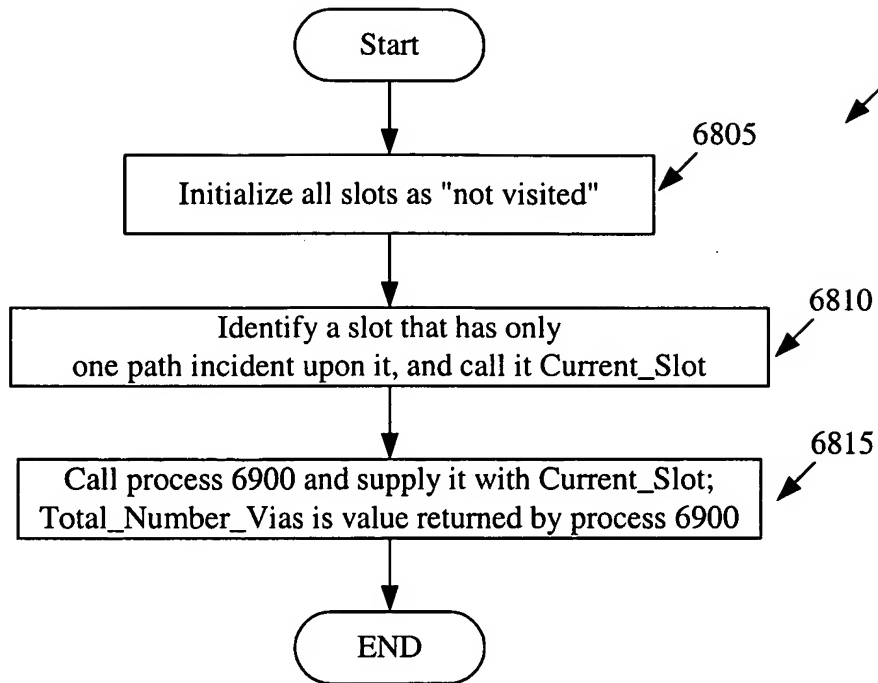 Start
6805
Initialize all slots as "not visited"
6810
Identify a slot that has only
one path incident upon it, and call it Current_Slot
6815
Call process 6900 and supply it with Current_Slot;
Total_Number_Vias is value returned by process 6900
END